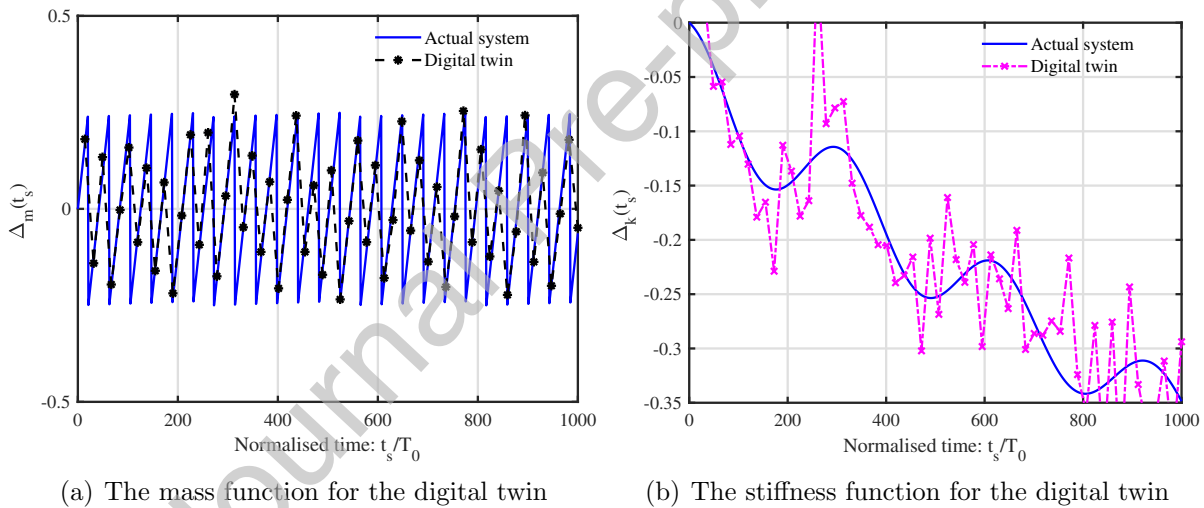 0.5
0
-0.5
Δm(ts)
Actual system
Digital twin
0 200 400 600 800 1000
Normalised time: ts/T0
(a) The mass function for the digital twin
0
-0.05
-0.1
-0.15
-0.2
-0.25
-0.3
-0.35
Δk(ts)
Actual system
Digital twin
0 200 400 600 800 1000
Normalised time: ts/T0
(b) The stiffness function for the digital twin
Journal Pre-p